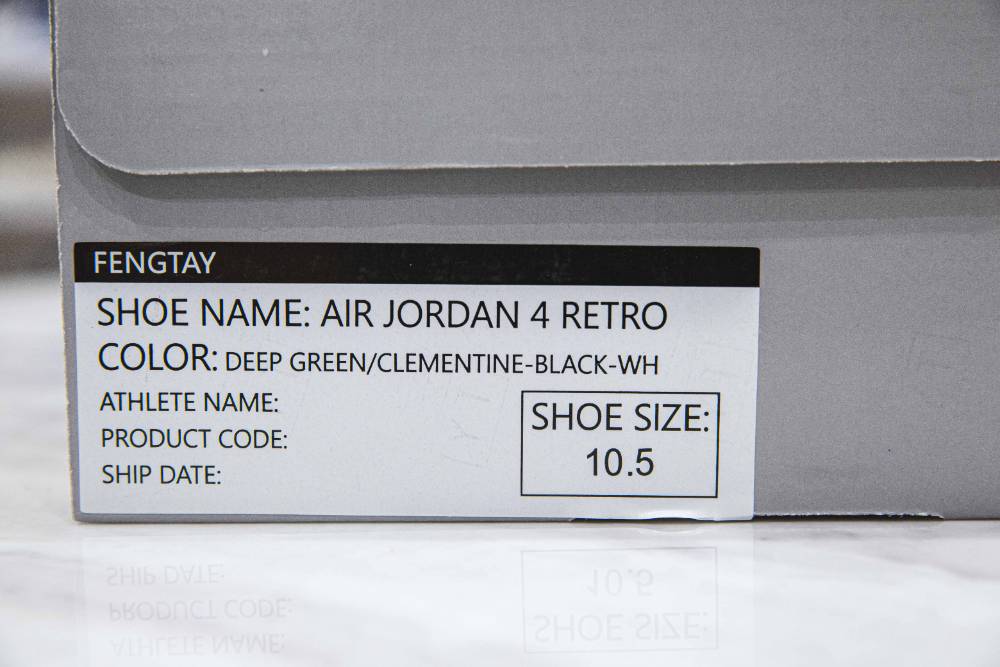 FENGTAY
SHOE NAME: AIR JORDAN 4 RETRO
COLOR: DEEP GREEN/CLEMENTINE-BLACK-WH
ATHLETE NAME:
PRODUCT CODE:
SHIP DATE:
SHOE SIZE:
10.5